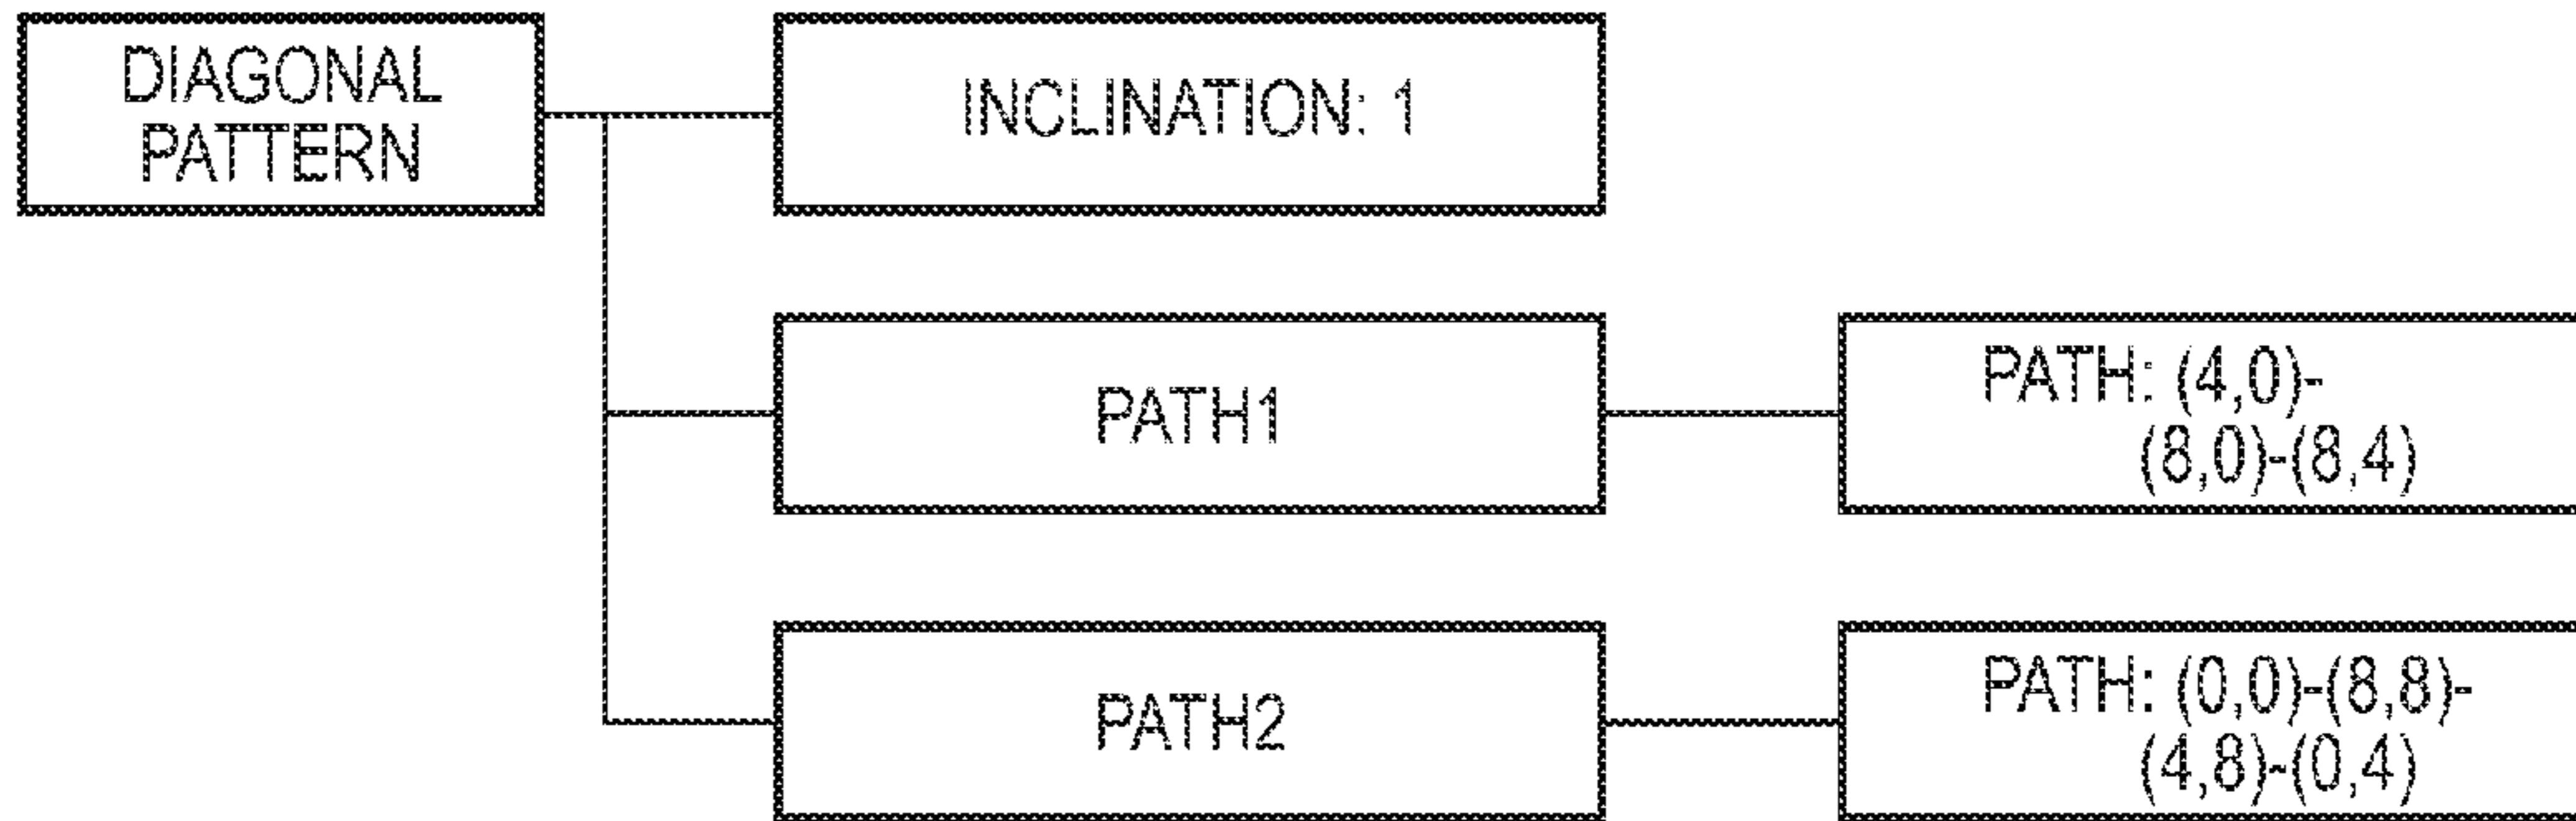 DIAGONAL
PATTERN
INCLINATION: 1
PATH1
PATH: (4,0)-
(8,0)-(8,4)
PATH2
PATH: (0,0)-(8,8)-
(4,8)-(0,4)